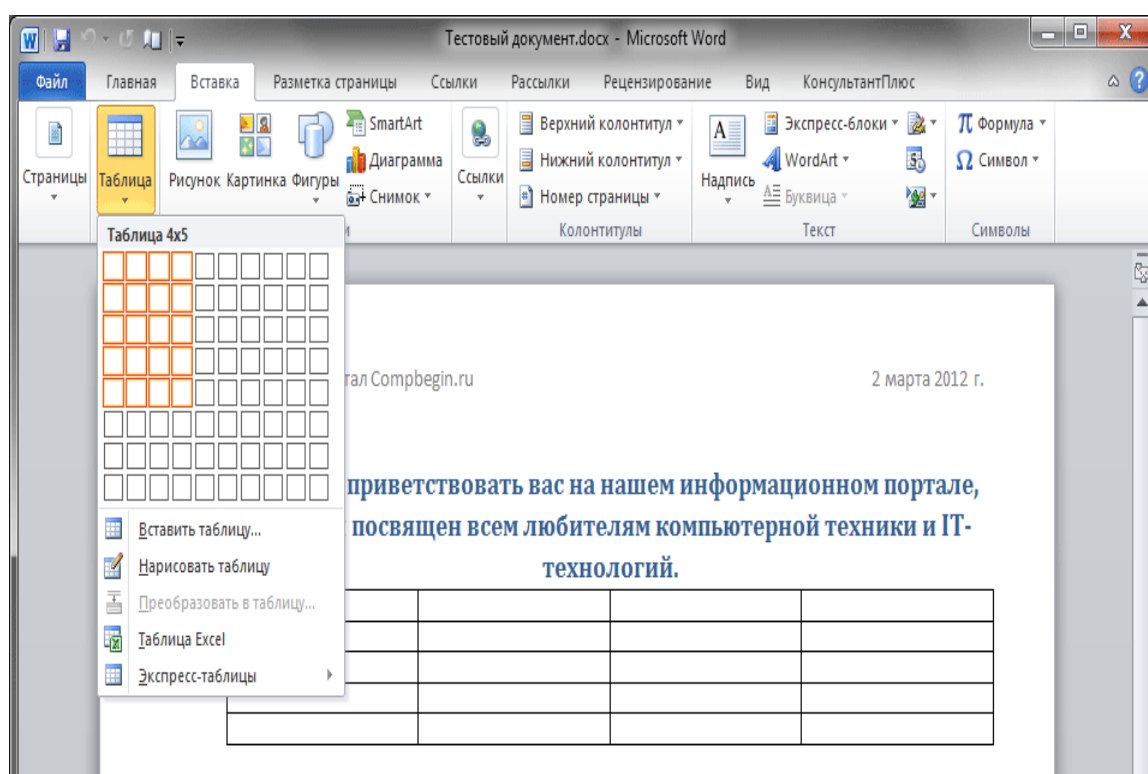 Тестовый документ.docx - Microsoft Word
Файл Главная Вставка Разметка страницы Ссылки Рассылки Рецензирование Вид КонсультантПлюс
Страницы
Таблица
Рисунок Картинка Фигуры
SmartArt
Диаграмма
Снимок
Ссылки
Верхний колонтитул
Нижний колонтитул
Номер страницы
Колонтитулы
Надпись
Экспресс-блоки
WordArt
Буквица
Текст
π Формула
Ω Символ
Символы
Таблица 4x5
Вставить таблицу...
Нарисовать таблицу
Преобразовать в таблицу...
Таблица Excel
Экспресс-таблицы
Compbegin.ru 2 марта 2012 г.
приветствовать вас на нашем информационном портале,
посвящен всем любителям компьютерной техники и IT-
технологий.